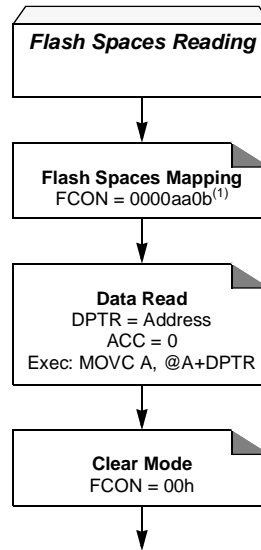 Flash Spaces Reading
Flash Spaces Mapping
FCON = 0000aa0b(1)
Data Read
DPTR = Address
ACC = 0
Exec: MOVC A, @A+DPTR
Clear Mode
FCON = 00h